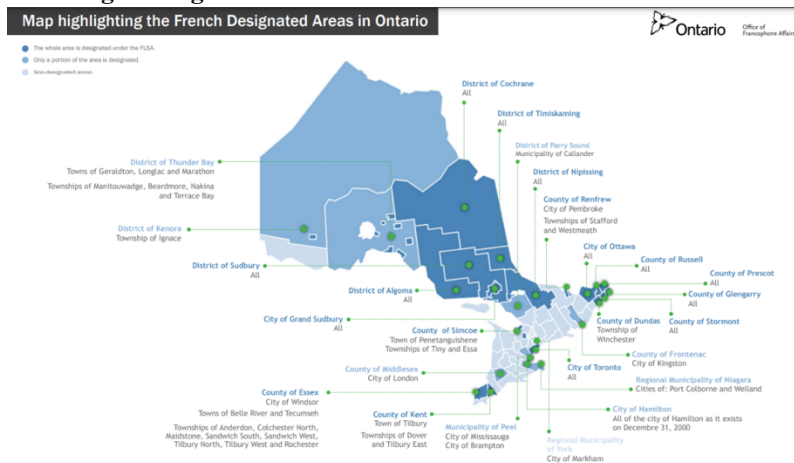 Map highlighting the French Designated Areas in Ontario
Ontario
Office of
Francophone Affairs
The whole area is designated under the FLSA.
Only a portion of the area is designated.
Non-designated areas
District of Cochrane
All
District of Timiskaming
All
District of Parry Sound
Municipality of Callander
District of Nipissing
All
County of Renfrew
City of Pembroke
Townships of Stafford
and Westmeath
City of Ottawa
All
County of Russell
All
County of Prescot
All
County of Glengarry
All
County of Stormont
All
County of Dundas
Township of
Winchester
County of Frontenac
City of Kingston
Regional Municipality of Niagara
Cities of: Port Colborne and Welland
City of Hamilton
All of the city of Hamilton as it exists
on Decembre 31, 2000
City of Toronto
All
Regional Municipality
of York
City of Markham
Municipality of Peel
City of Mississauga
City of Brampton
County of Kent
Town of Tilbury
Townships of Dover
and Tilbury East
County of Essex
City of Windsor
Towns of Belle River and Tecumseh
Townships of Anderdon, Colchester North,
Maidstone, Sandwich South, Sandwich West,
Tilbury North, Tilbury West and Rochester
County of Middlesex
City of London
County of Simcoe
Town of Penetanguishene
Townships of Tiny and Essa
City of Grand Sudbury
All
District of Algoma
All
District of Sudbury
All
District of Kenora
Township of Ignace
District of Thunder Bay
Towns of Geraldton, Longlac and Marathon
Townships of Manitouwadge, Beardmore, Nakina
and Terrace Bay